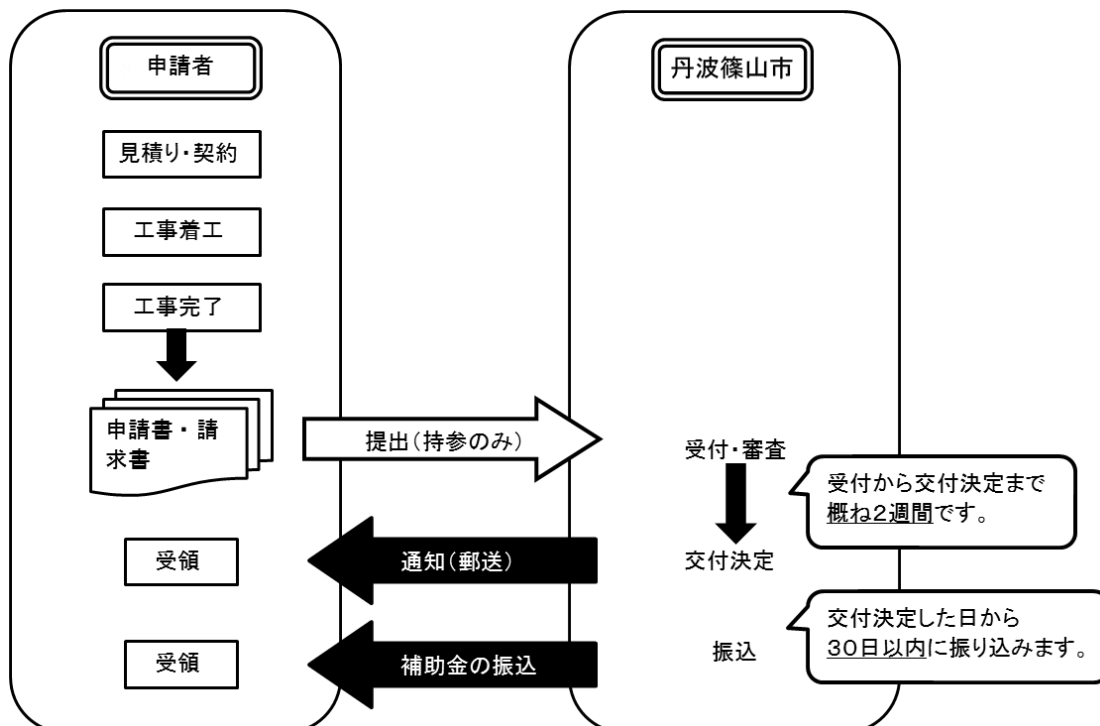 申請者
丹波篠山市
見積り・契約
工事着工
工事完了
申請書・請
求書
提出（持参のみ）
受付・審査
受付から交付決定まで
概ね２週間です。
受領
通知（郵送）
交付決定
交付決定した日から
３０日以内に振り込みます。
受領
補助金の振込
振込